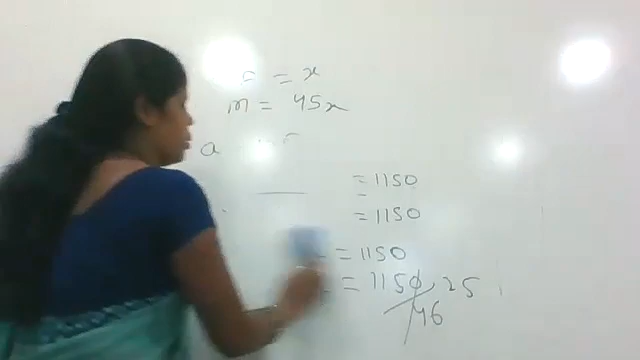 = x
m = 45x
a
= 1150
= 1150
= 1150
= 1150 25
46